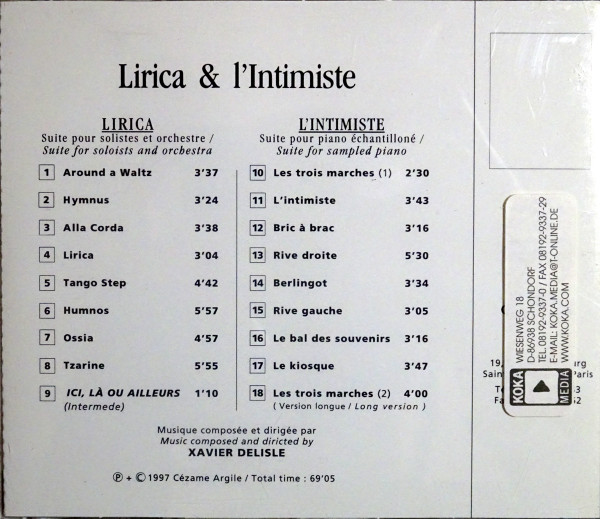 Lirica & l'Intimiste
LIRICA
Suite pour solistes et orchestre /
Suite for soloists and orchestra
1 Around a Waltz 3'37
2 Hymnus 3'24
3 Alla Corda 3'38
4 Lirica 3'04
5 Tango Step 4'42
6 Humnos 5'57
7 Ossia 4'57
8 Tzarine 5'55
9 ICI, LÀ OU AILLEURS 1'10
(Intermede)
L'INTIMISTE
Suite pour piano échantilloné /
Suite for sampled piano
10 Les trois marches (1) 2'30
11 L'intimiste 3'43
12 Bric à brac 3'16
13 Rive droite 5'30
14 Berlingot 3'34
15 Rive gauche 3'05
16 Le bal des souvenirs 3'16
17 Le kiosque 3'47
18 Les trois marches (2) 4'00
(Version longue / Long version)
Musique composée et dirigée par
Music composed and dirícted by
XAVIER DELISLE
℗ + © 1997 Cézame Argile / Total time : 69'05
WIESENWEG 18
D-86938 SCHONDORF
TEL 08192-9337-0 / FAX 08192-9337-29
E-MAIL: KOKA.MEDIA@T-ONLINE.DE
WWW.KOKA.COM
KOKA
MEDIA
19,
Paris